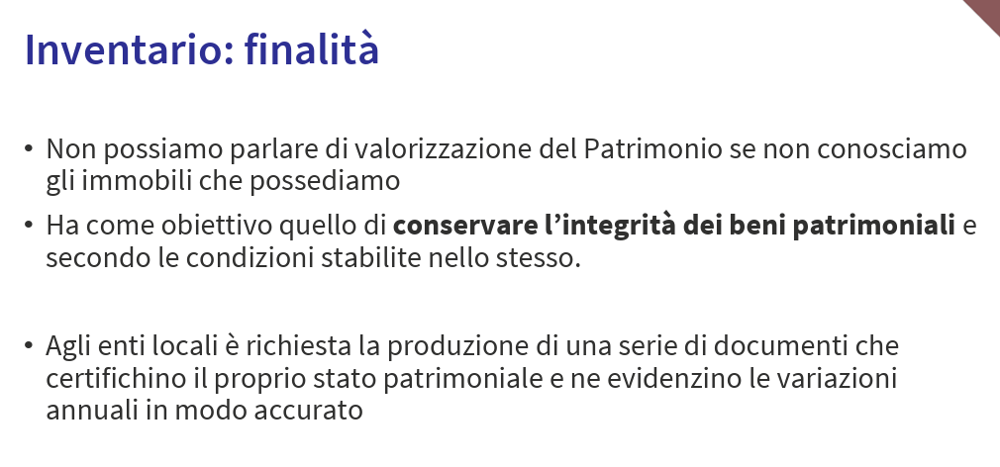 Inventario: finalità
• Non possiamo parlare di valorizzazione del Patrimonio se non conosciamo
gli immobili che possediamo
• Ha come obiettivo quello di conservare l’integrità dei beni patrimoniali e
secondo le condizioni stabilite nello stesso.
• Agli enti locali è richiesta la produzione di una serie di documenti che
certifichino il proprio stato patrimoniale e ne evidenzino le variazioni
annuali in modo accurato